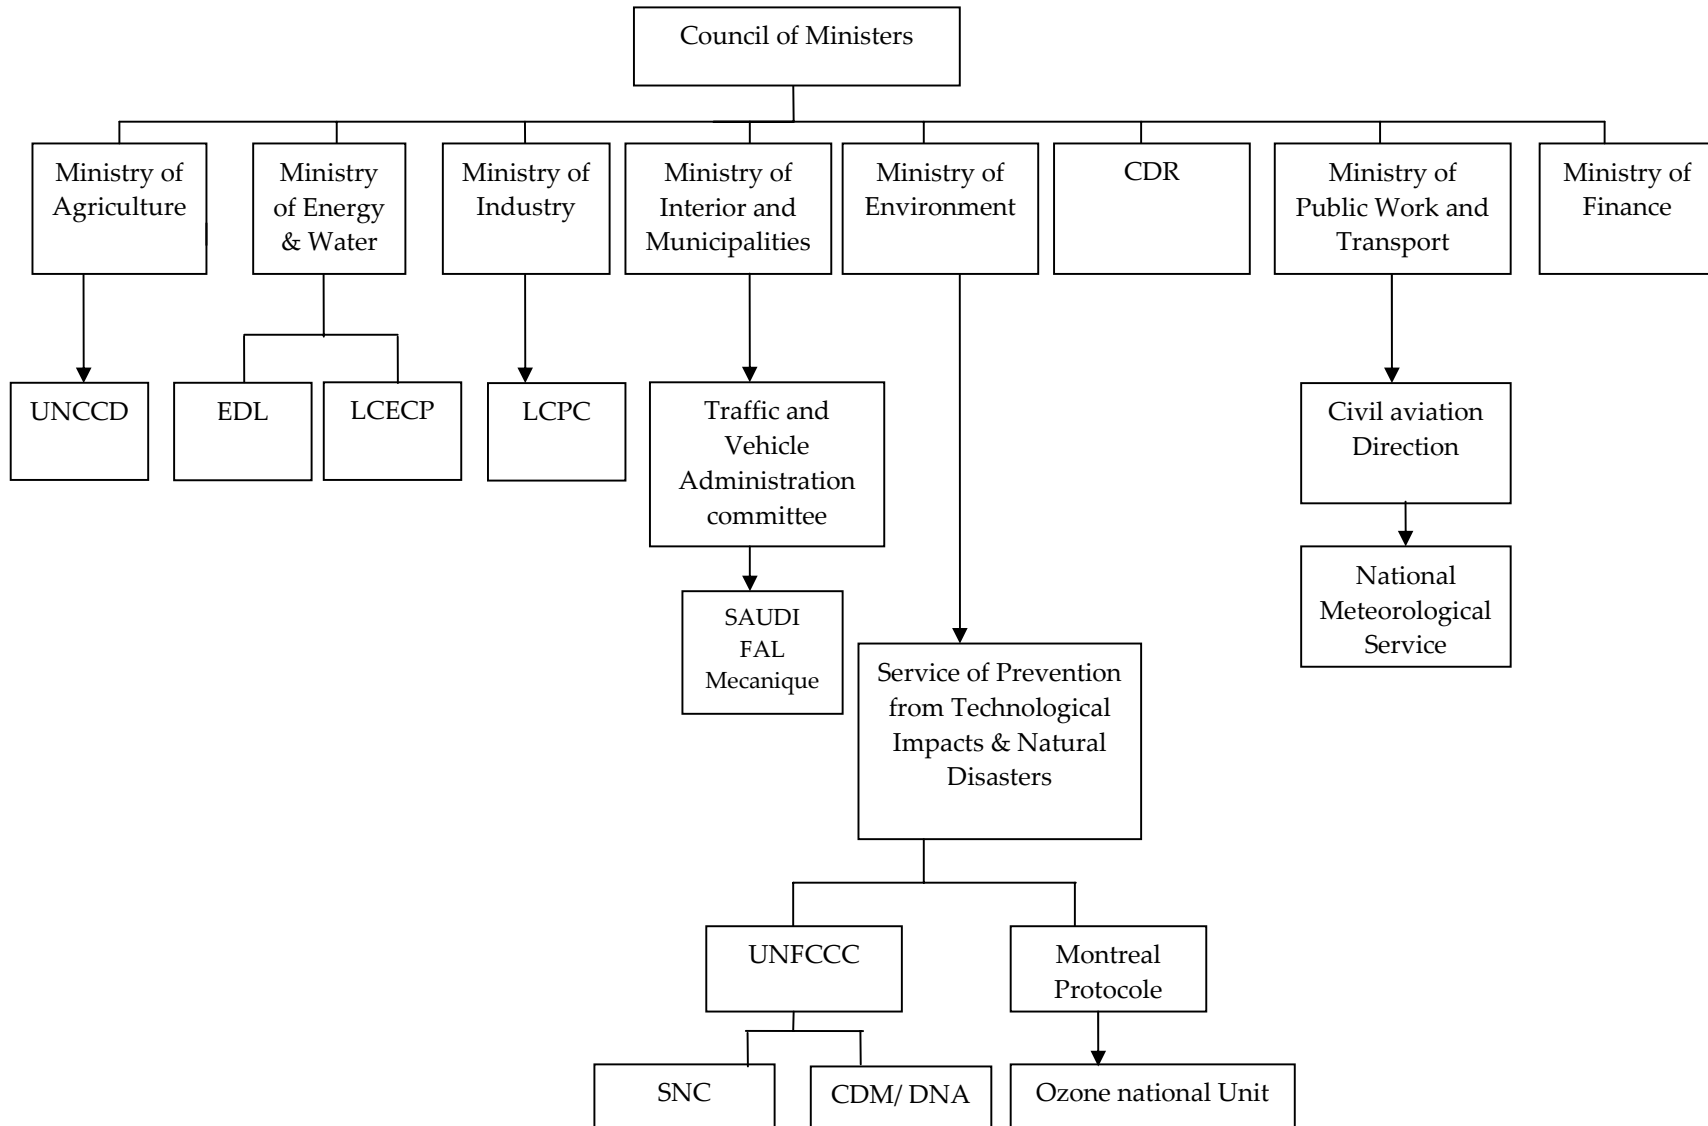 Council of Ministers
Ministry of
Agriculture
Ministry
of Energy
& Water
Ministry of
Industry
Ministry of
Interior and
Municipalities
Ministry of
Environment
CDR
Ministry of
Public Work and
Transport
Ministry of
Finance
UNCCD
EDL
LCECP
LCPC
Traffic and
Vehicle
Administration
committee
Civil aviation
Direction
SAUDI
FAL
Mecanique
National
Meteorological
Service
Service of Prevention
from Technological
Impacts & Natural
Disasters
UNFCCC
Montreal
Protocole
SNC
CDM/ DNA
Ozone national Unit